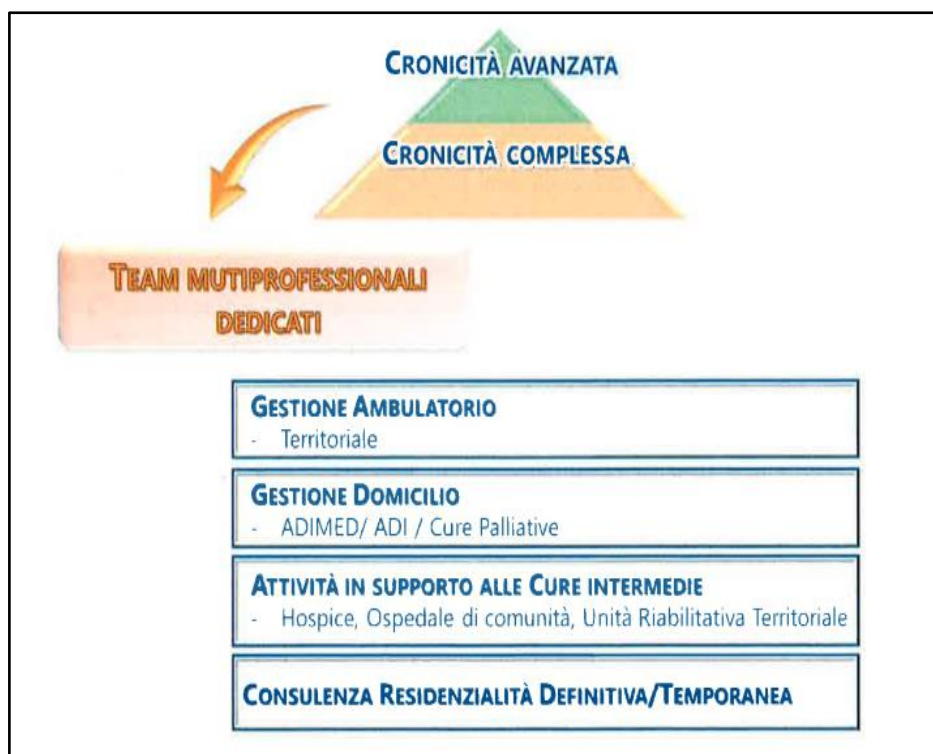 CRONICITÀ AVANZATA
CRONICITÀ COMPLESSA
TEAM MUTIPROFESSIONALI
DEDICATI
GESTIONE AMBULATORIO
- Territoriale
GESTIONE DOMICILIO
- ADIMED/ ADI / Cure Palliative
ATTIVITÀ IN SUPPORTO ALLE CURE INTERMEDIE
- Hospice, Ospedale di comunità, Unità Riabilitativa Territoriale
CONSULENZA RESIDENZIALITÀ DEFINITIVA/TEMPORANEA